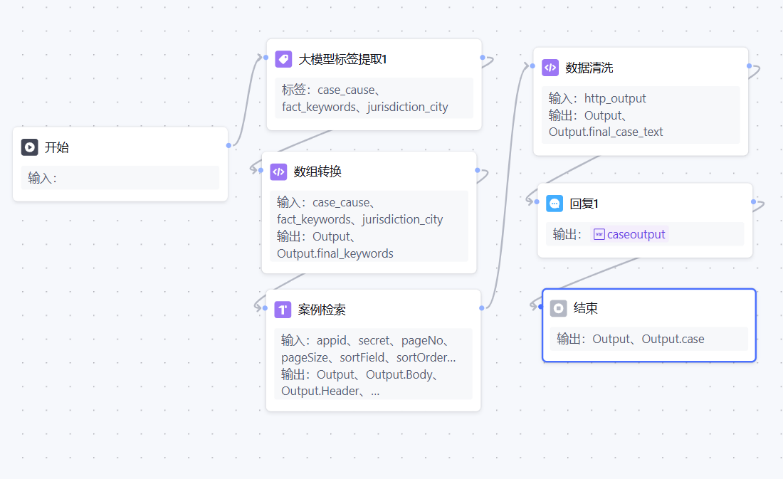 开始
输入：
大模型标签提取1
标签：case_cause、
fact_keywords、jurisdiction_city
数组转换
输入：case_cause、
fact_keywords、jurisdiction_city
输出：Output、
Output.final_keywords
案例检索
输入：appid、secret、pageNo、
pageSize、sortField、sortOrder...
输出：Output、Output.Body、
Output.Header、...
数据清洗
输入：http_output
输出：Output、
Output.final_case_text
回复1
输出： caseoutput
结束
输出：Output、Output.case